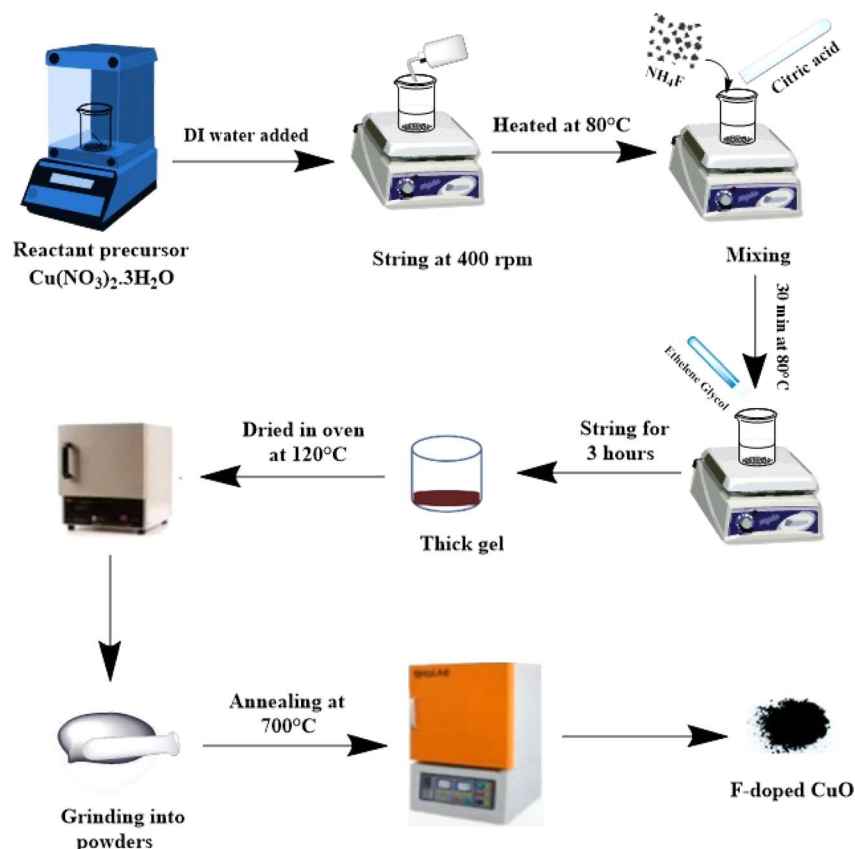 NH₄F
Citric acid
DI water added
Heated at 80°C
Reactant precursor
Cu(NO₃)₂.3H₂O
String at 400 rpm
Mixing
30 min at 80°C
Ethelene Glycol
Dried in oven
at 120°C
String for
3 hours
Thick gel
Annealing at
700°C
Grinding into
powders
F-doped CuO